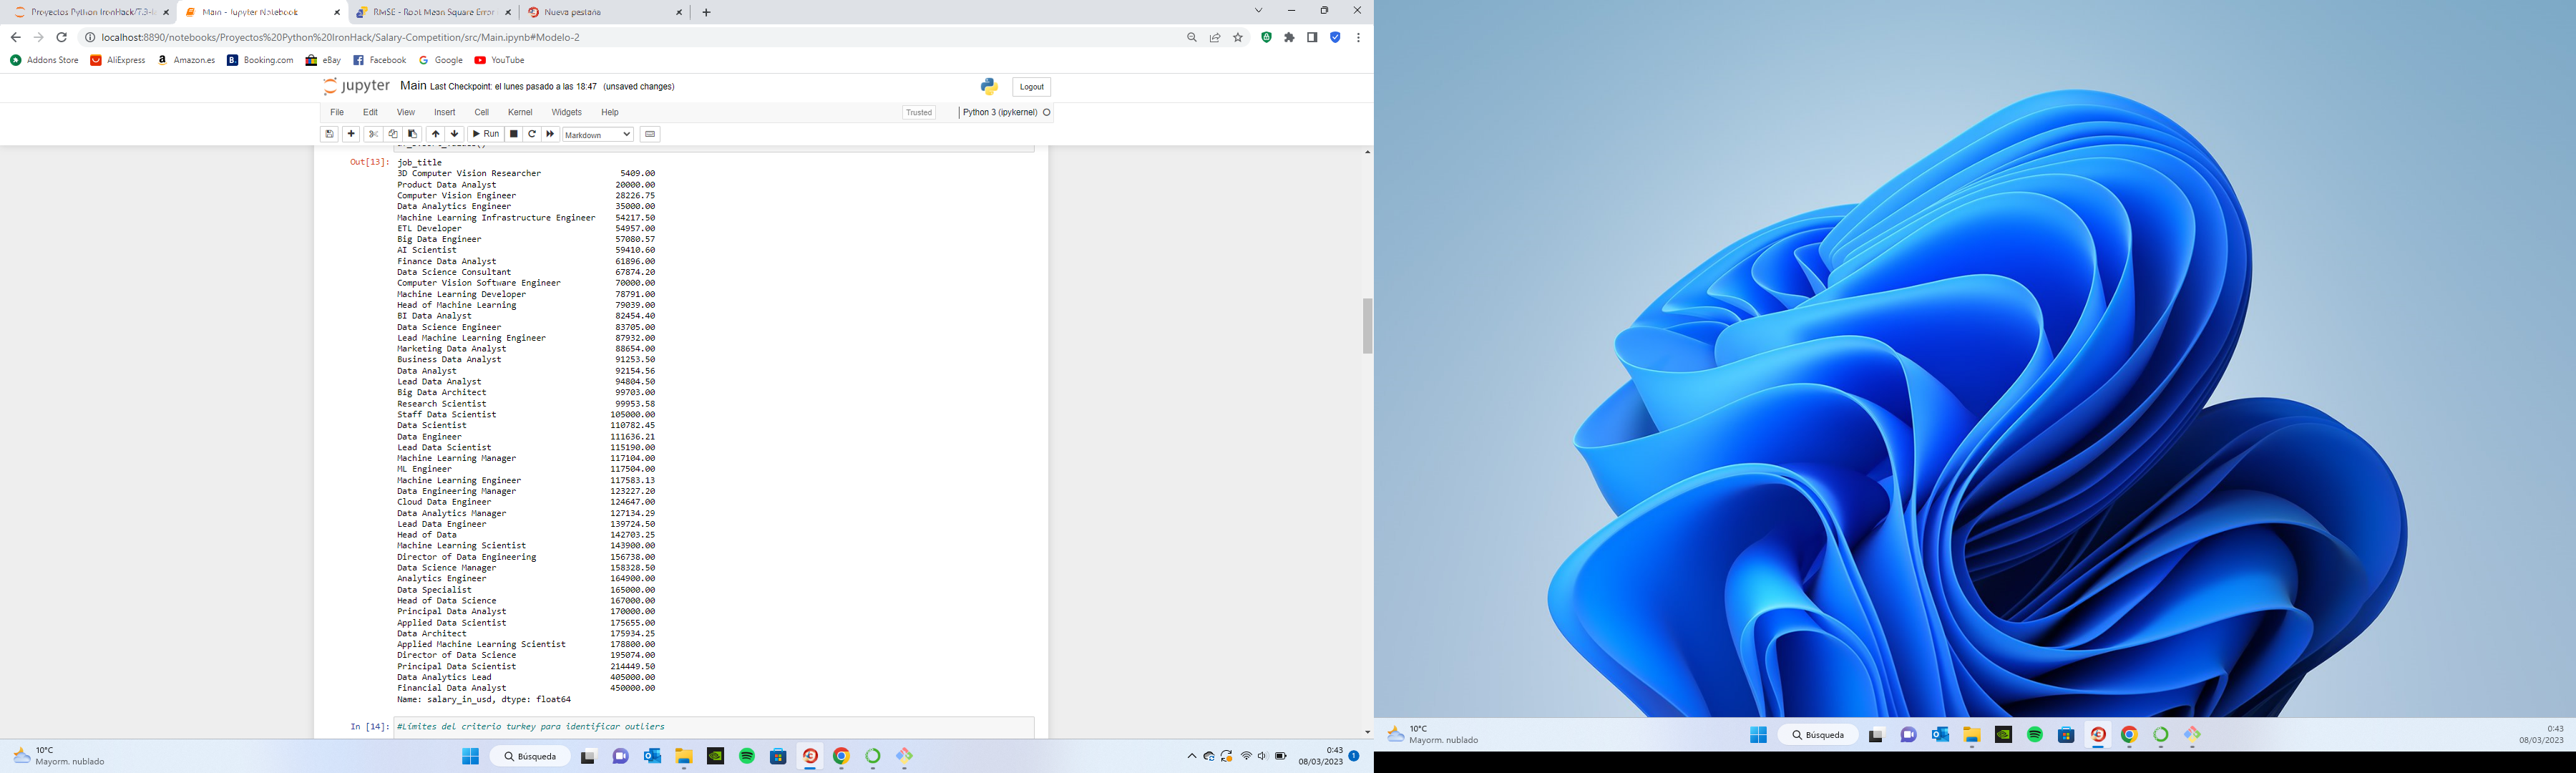 Proyectos Python IronHack/7.3-l
Main - Jupyter Notebook
RMSE - Root Mean Square Error
Nueva pestaña
localhost:8890/notebooks/Proyectos%20Python%20IronHack/Salary-Competition/src/Main.ipynb#Modelo-2
Addons Store AliExpress Amazon.es Booking.com eBay Facebook Google YouTube
jupyter Main Last Checkpoint: el lunes pasado a las 18:47 (unsaved changes) Logout
File Edit View Insert Cell Kernel Widgets Help Trusted Python 3 (ipykernel)
Run Markdown
Out[13]: job_title
3D Computer Vision Researcher 5409.00
Product Data Analyst 20000.00
Computer Vision Engineer 28226.75
Data Analytics Engineer 35000.00
Machine Learning Infrastructure Engineer 54217.50
ETL Developer 54957.00
Big Data Engineer 57080.57
AI Scientist 59410.60
Finance Data Analyst 61896.00
Data Science Consultant 67874.20
Computer Vision Software Engineer 70000.00
Machine Learning Developer 78791.00
Head of Machine Learning 79039.00
BI Data Analyst 82454.40
Data Science Engineer 83705.00
Lead Machine Learning Engineer 87932.00
Marketing Data Analyst 88654.00
Business Data Analyst 91253.50
Data Analyst 92154.56
Lead Data Analyst 94804.50
Big Data Architect 99703.00
Research Scientist 99953.58
Staff Data Scientist 105000.00
Data Scientist 110782.45
Data Engineer 111636.21
Lead Data Scientist 115190.00
Machine Learning Manager 117104.00
ML Engineer 117504.00
Machine Learning Engineer 117583.13
Data Engineering Manager 123227.20
Cloud Data Engineer 124647.00
Data Analytics Manager 127134.29
Lead Data Engineer 139724.50
Head of Data 142703.25
Machine Learning Scientist 143900.00
Director of Data Engineering 156738.00
Data Science Manager 158328.50
Analytics Engineer 164900.00
Data Specialist 165000.00
Head of Data Science 167000.00
Principal Data Analyst 170000.00
Applied Data Scientist 175655.00
Data Architect 175934.25
Applied Machine Learning Scientist 178800.00
Director of Data Science 195074.00
Principal Data Scientist 214449.50
Data Analytics Lead 405000.00
Financial Data Analyst 450000.00
Name: salary_in_usd, dtype: float64
In [14]: #Límites del criterio turkey para identificar outliers
10°C
Mayorm. nublado
Búsqueda
0:43
08/03/2023
1
10°C
Mayorm. nublado
Búsqueda
0:43
08/03/2023